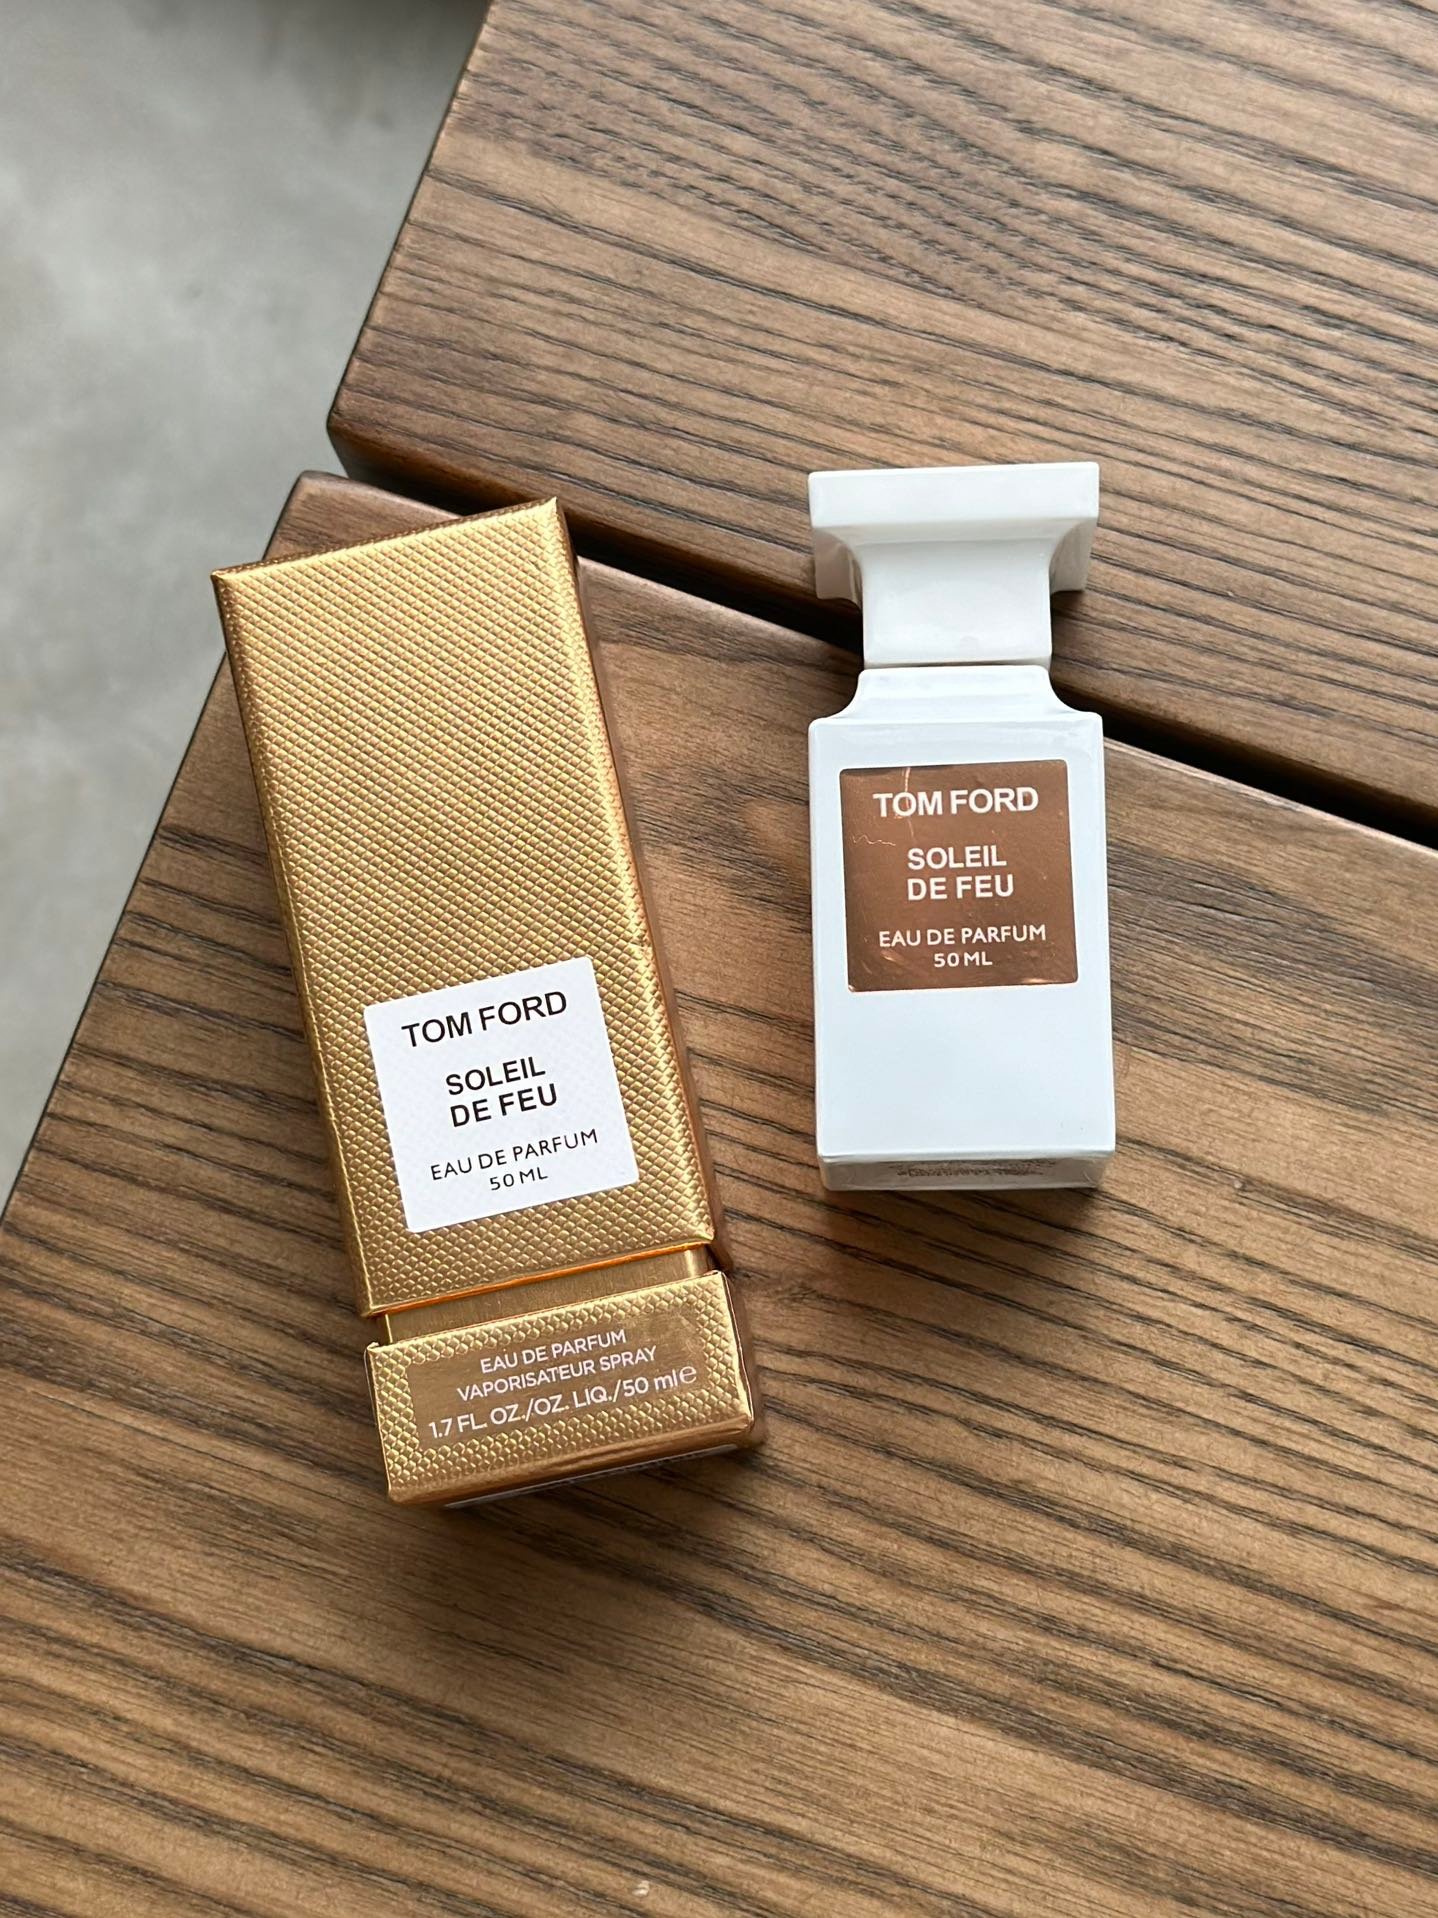 TOM FORD
SOLEIL
DE FEU
EAU DE PARFUM
50 ML
EAU DE PARFUM
VAPORISATEUR SPRAY
1.7 FL. OZ./OZ. LIQ./50 ml℮
TOM FORD
SOLEIL
DE FEU
EAU DE PARFUM
50 ML